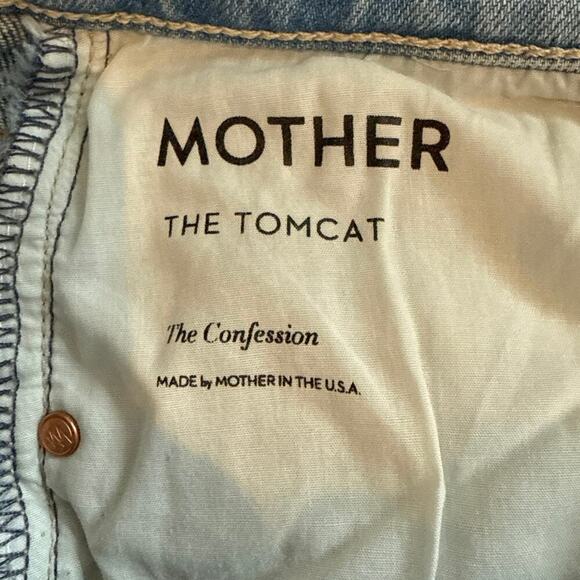 MOTHER
THE TOMCAT
The Confession
MADE by MOTHER IN THE U.S.A.